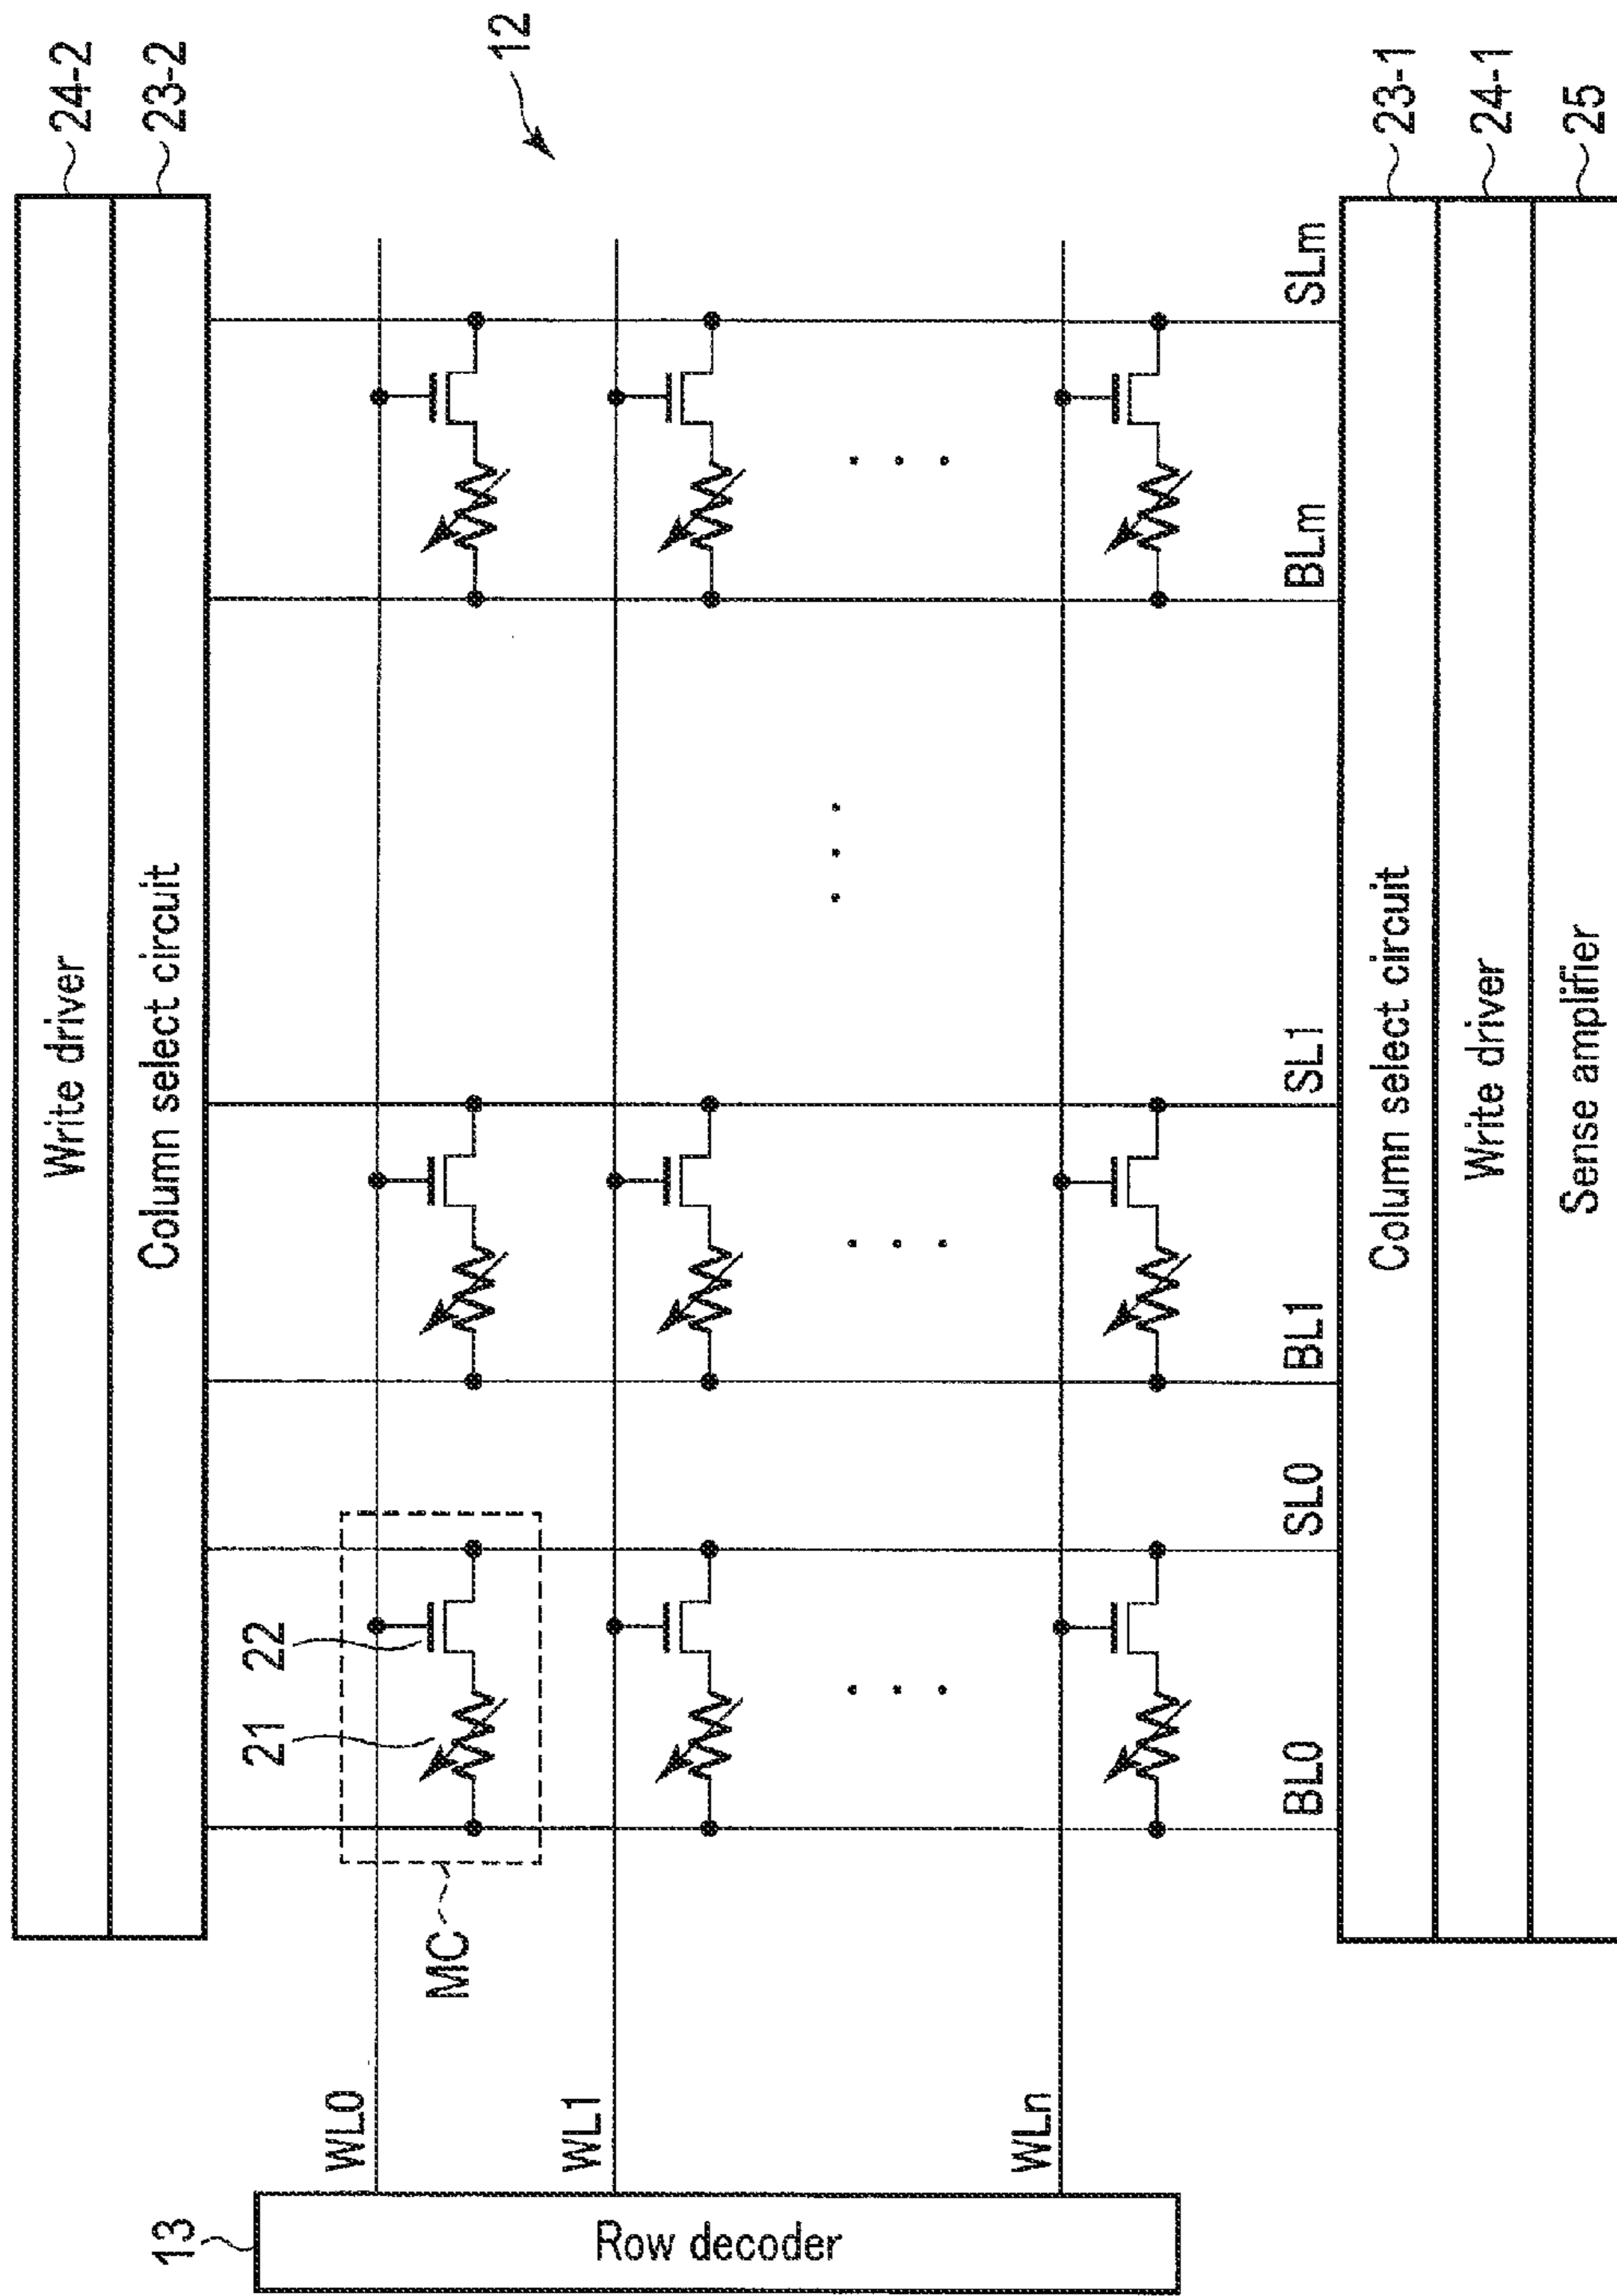 Write driver
24-2
Column select circuit
23-2
12
21
22
MC
WL0
WL1
WLn
13
Row decoder
BL0
SL0
BL1
SL1
BLm
SLm
Column select circuit
23-1
Write driver
24-1
Sense amplifier
25